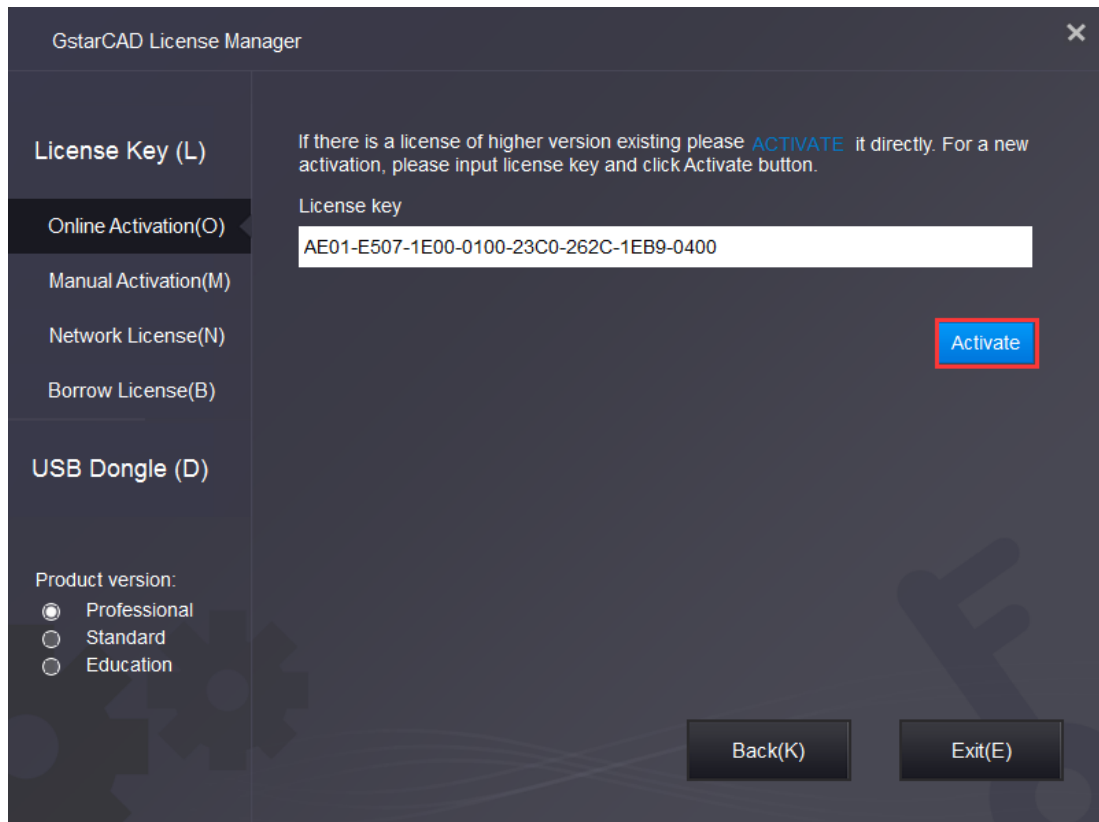 GstarCAD License Manager
License Key (L)
Online Activation(O)
Manual Activation(M)
Network License(N)
Borrow License(B)
USB Dongle (D)
Product version:
Professional
Standard
Education
If there is a license of higher version existing please ACTIVATE it directly. For a new
activation, please input license key and click Activate button.
License key
AE01-E507-1E00-0100-23C0-262C-1EB9-0400
Activate
Back(K)
Exit(E)